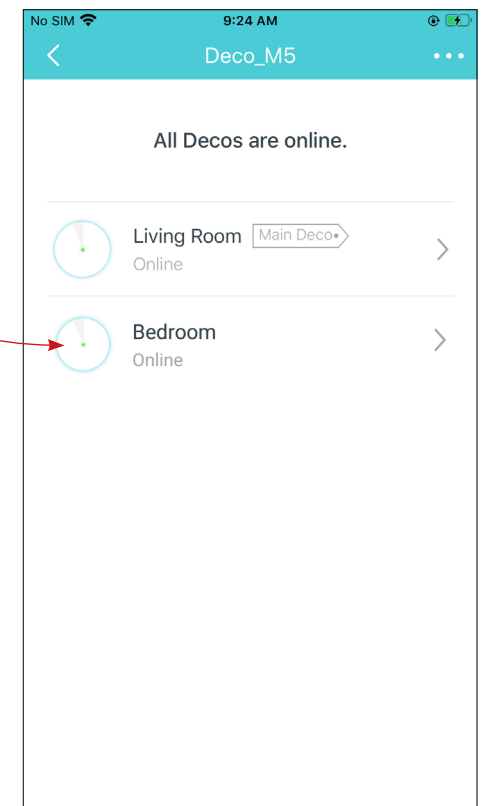 No SIM 9:24 AM
Deco_M5
All Decos are online.
Living Room Main Deco
Online
Bedroom
Online